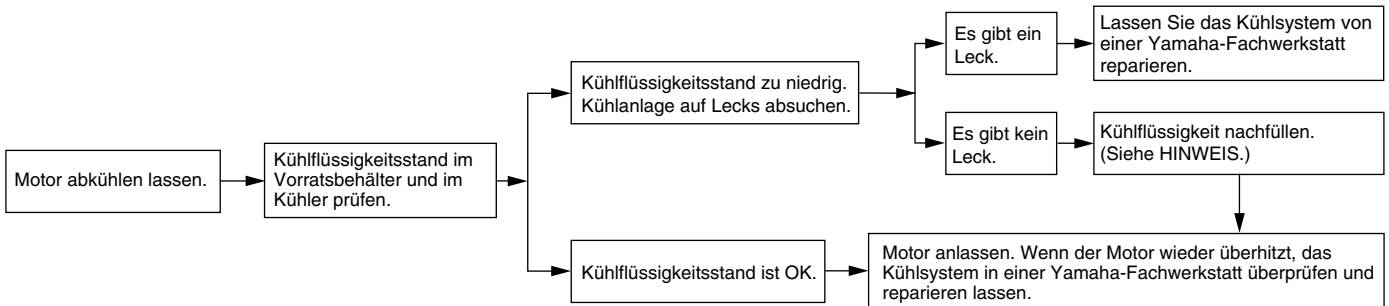 Motor abkühlen lassen.
Kühlflüssigkeitsstand im
Vorratsbehälter und im
Kühler prüfen.
Kühlflüssigkeitsstand zu niedrig.
Kühlanlage auf Lecks absuchen.
Es gibt ein
Leck.
Lassen Sie das Kühlsystem von
einer Yamaha-Fachwerkstatt
reparieren.
Es gibt kein
Leck.
Kühlflüssigkeit nachfüllen.
(Siehe HINWEIS.)
Kühlflüssigkeitsstand ist OK.
Motor anlassen. Wenn der Motor wieder überhitzt, das
Kühlsystem in einer Yamaha-Fachwerkstatt überprüfen und
reparieren lassen.